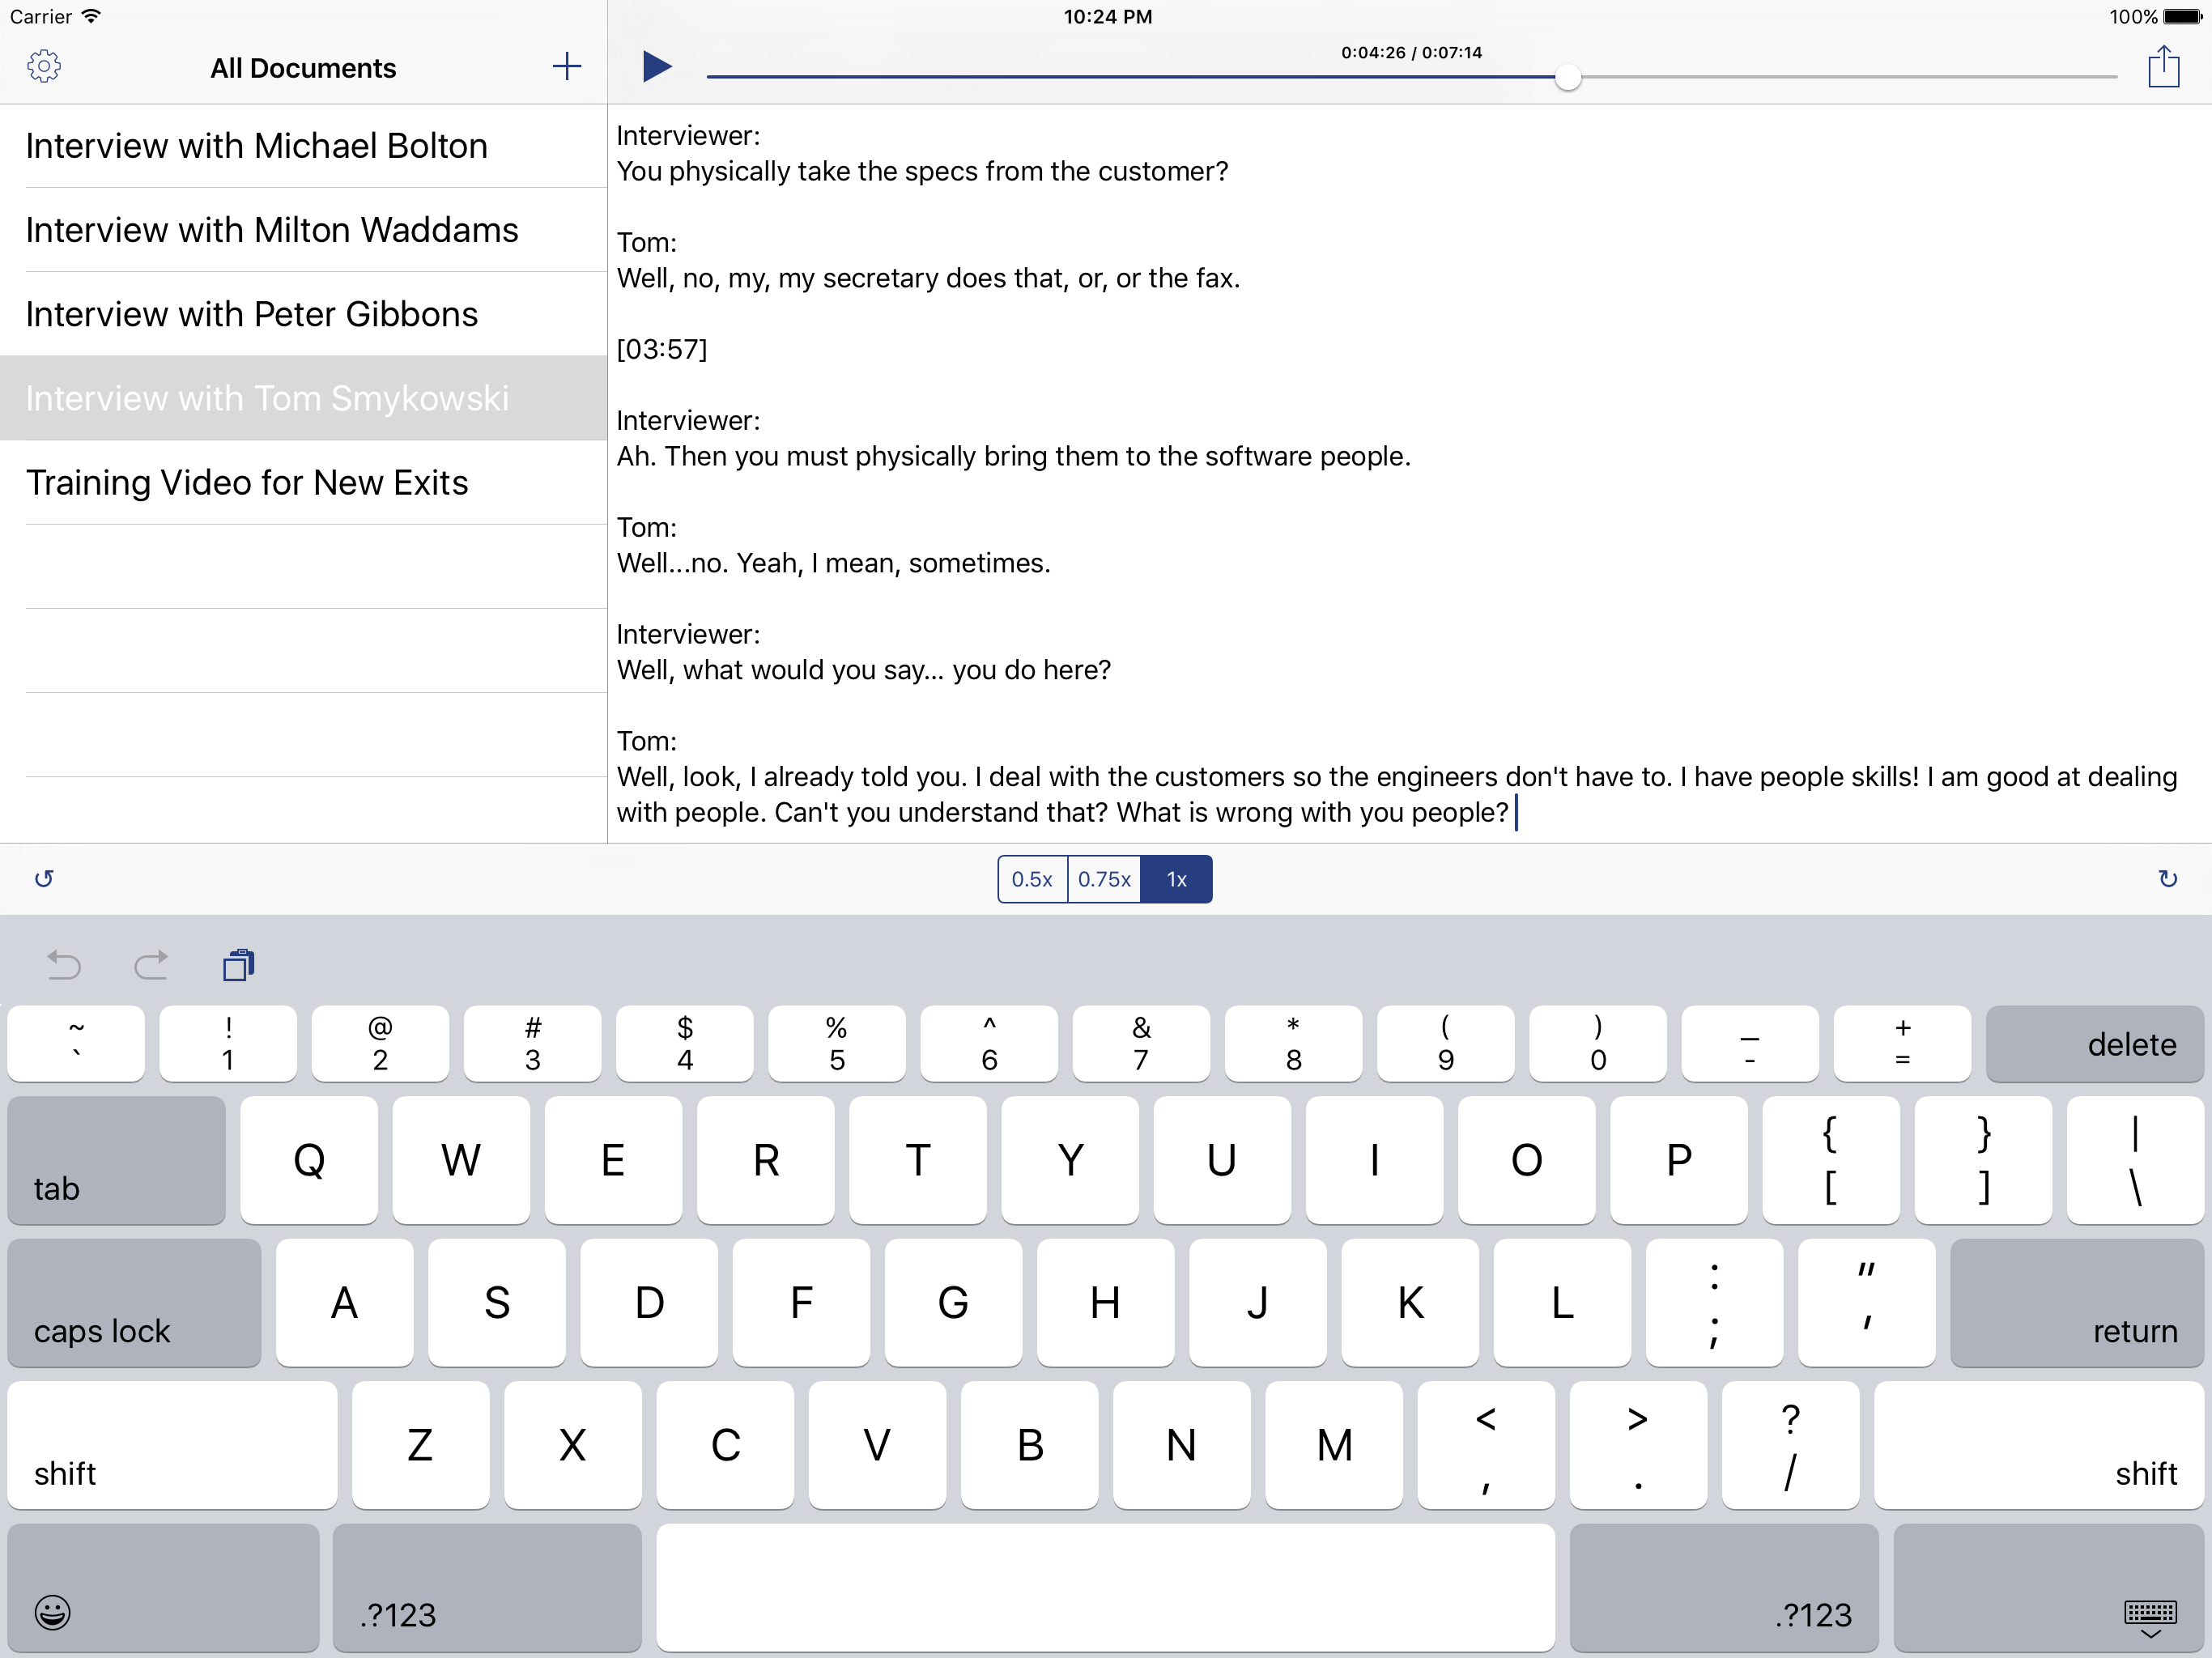 Carrier
10:24 PM
100%
All Documents
+
0:04:26 / 0:07:14
Interview with Michael Bolton
Interview with Milton Waddams
Interview with Peter Gibbons
Interview with Tom Smykowski
Training Video for New Exits
Interviewer:
You physically take the specs from the customer?
Tom:
Well, no, my, my secretary does that, or, or the fax.
[03:57]
Interviewer:
Ah. Then you must physically bring them to the software people.
Tom:
Well...no. Yeah, I mean, sometimes.
Interviewer:
Well, what would you say... you do here?
Tom:
Well, look, I already told you. I deal with the customers so the engineers don't have to. I have people skills! I am good at dealing
with people. Can't you understand that? What is wrong with you people?
0.5x 0.75x 1x
~ ! @ # $ % ^ & * ( ) _ +
` 1 2 3 4 5 6 7 8 9 0 - = delete
tab Q W E R T Y U I O P { [ } ] | \
caps lock A S D F G H J K L : ; " ' return
shift Z X C V B N M < , > . ? / shift
.?123 .?123